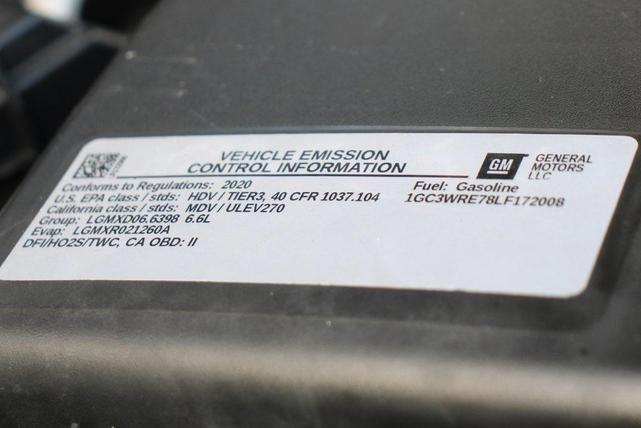 VEHICLE EMISSION
CONTROL INFORMATION
GM
GENERAL
MOTORS
LLC
Conforms to Regulations: 2020
U.S. EPA class / stds: HDV / TIER3, 40 CFR 1037.104
California class / stds: MDV / ULEV270
Group: LGMXD06.6398 6.6L
Evap: LGMXR021260A
DFI/HO2S/TWC, CA OBD: II
Fuel: Gasoline
1GC3WRE78LF172008